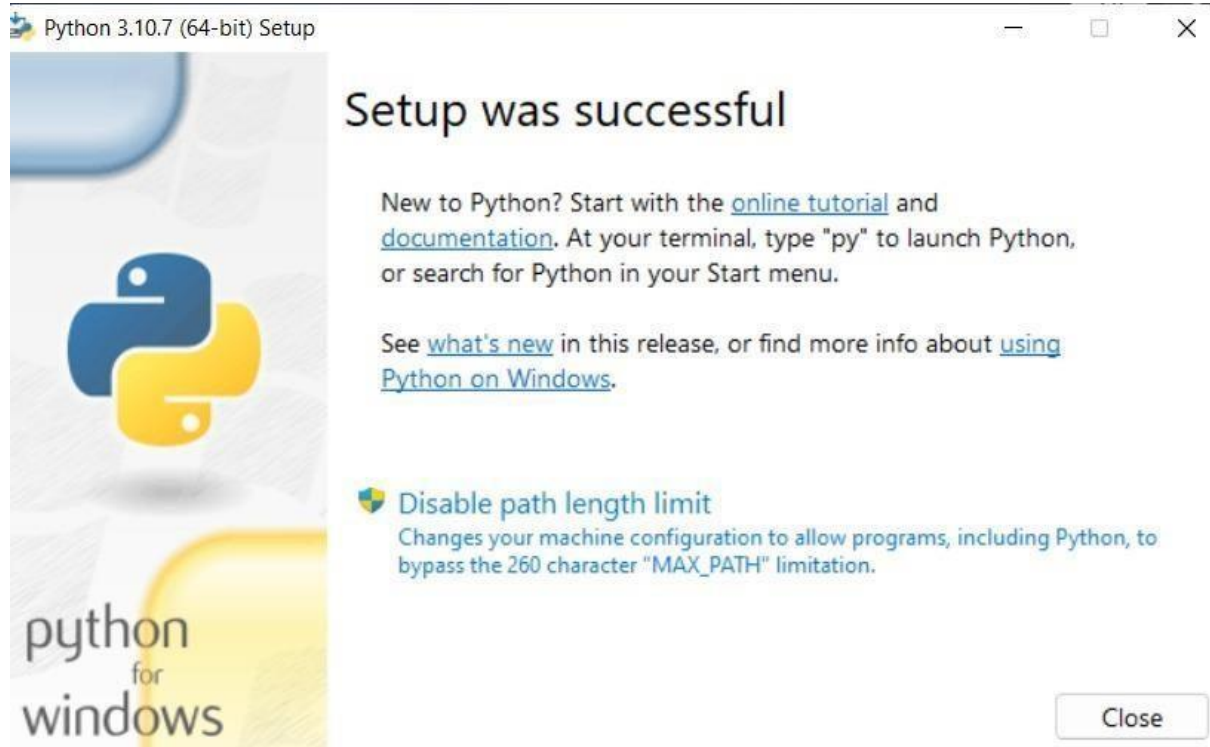 Python 3.10.7 (64-bit) Setup
Setup was successful
New to Python? Start with the online tutorial and
documentation. At your terminal, type "py" to launch Python,
or search for Python in your Start menu.
See what's new in this release, or find more info about using
Python on Windows.
Disable path length limit
Changes your machine configuration to allow programs, including Python, to
bypass the 260 character "MAX_PATH" limitation.
python
for
windows
Close